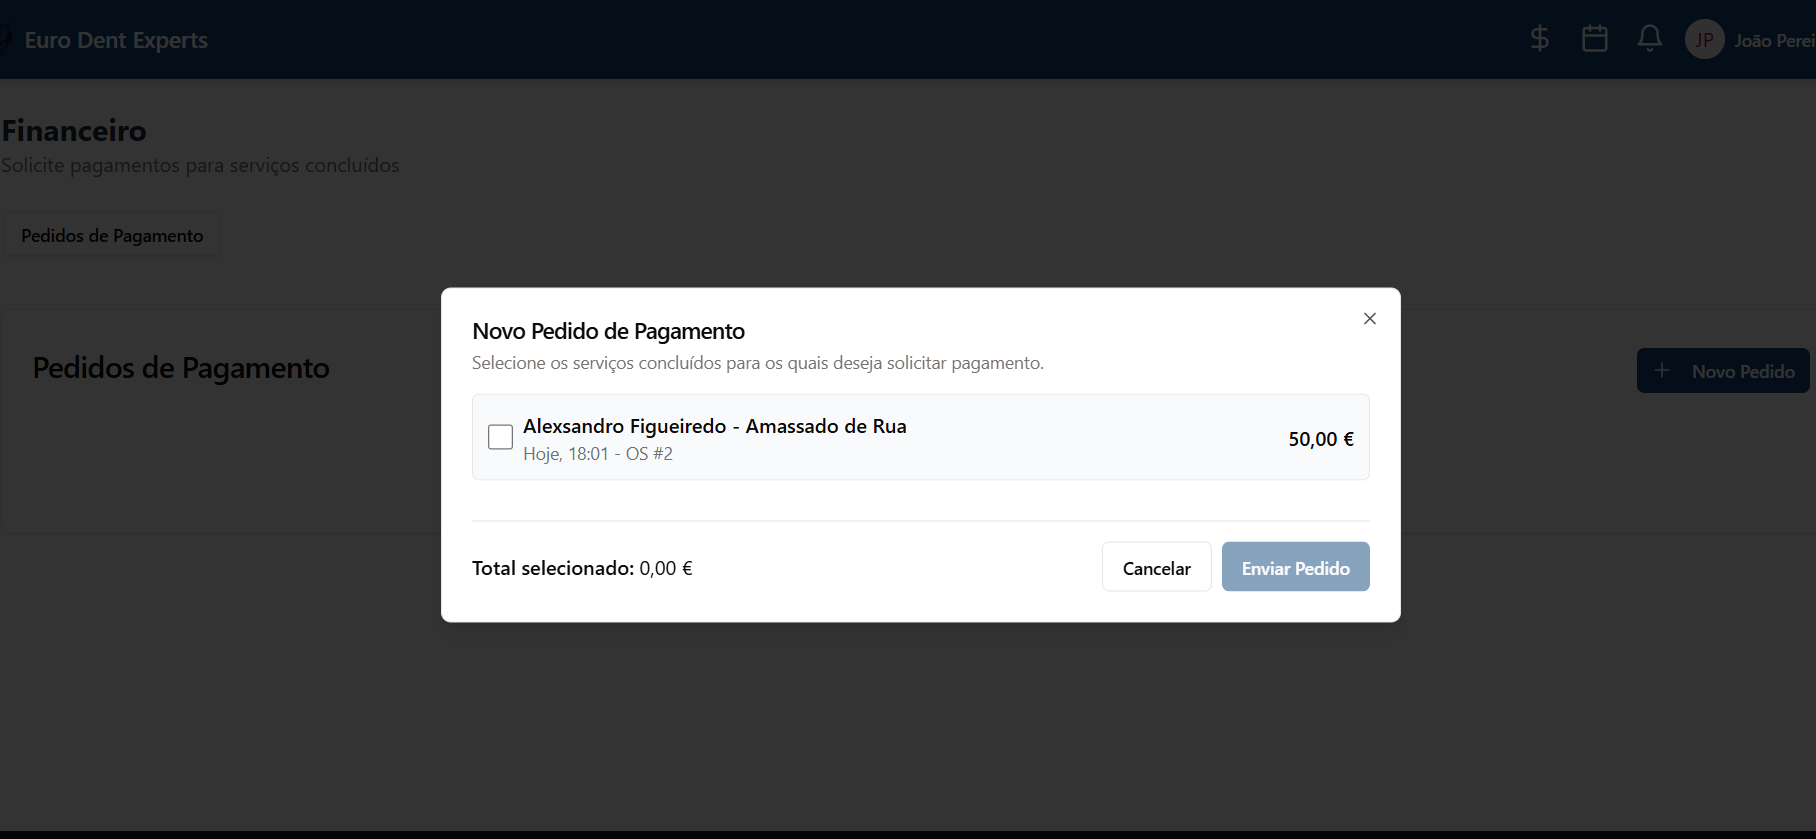 Euro Dent Experts
JP
João Perei
Financeiro
Solicite pagamentos para serviços concluídos
Pedidos de Pagamento
Pedidos de Pagamento
Novo Pedido
Novo Pedido de Pagamento
Selecione os serviços concluídos para os quais deseja solicitar pagamento.
Alexsandro Figueiredo - Amassado de Rua
Hoje, 18:01 - OS #2
50,00 €
Total selecionado: 0,00 €
Cancelar
Enviar Pedido